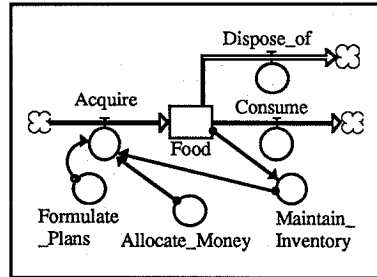 Dispose_of
Acquire
Consume
Food
Formulate
_Plans
Allocate_Money
Maintain_
Inventory